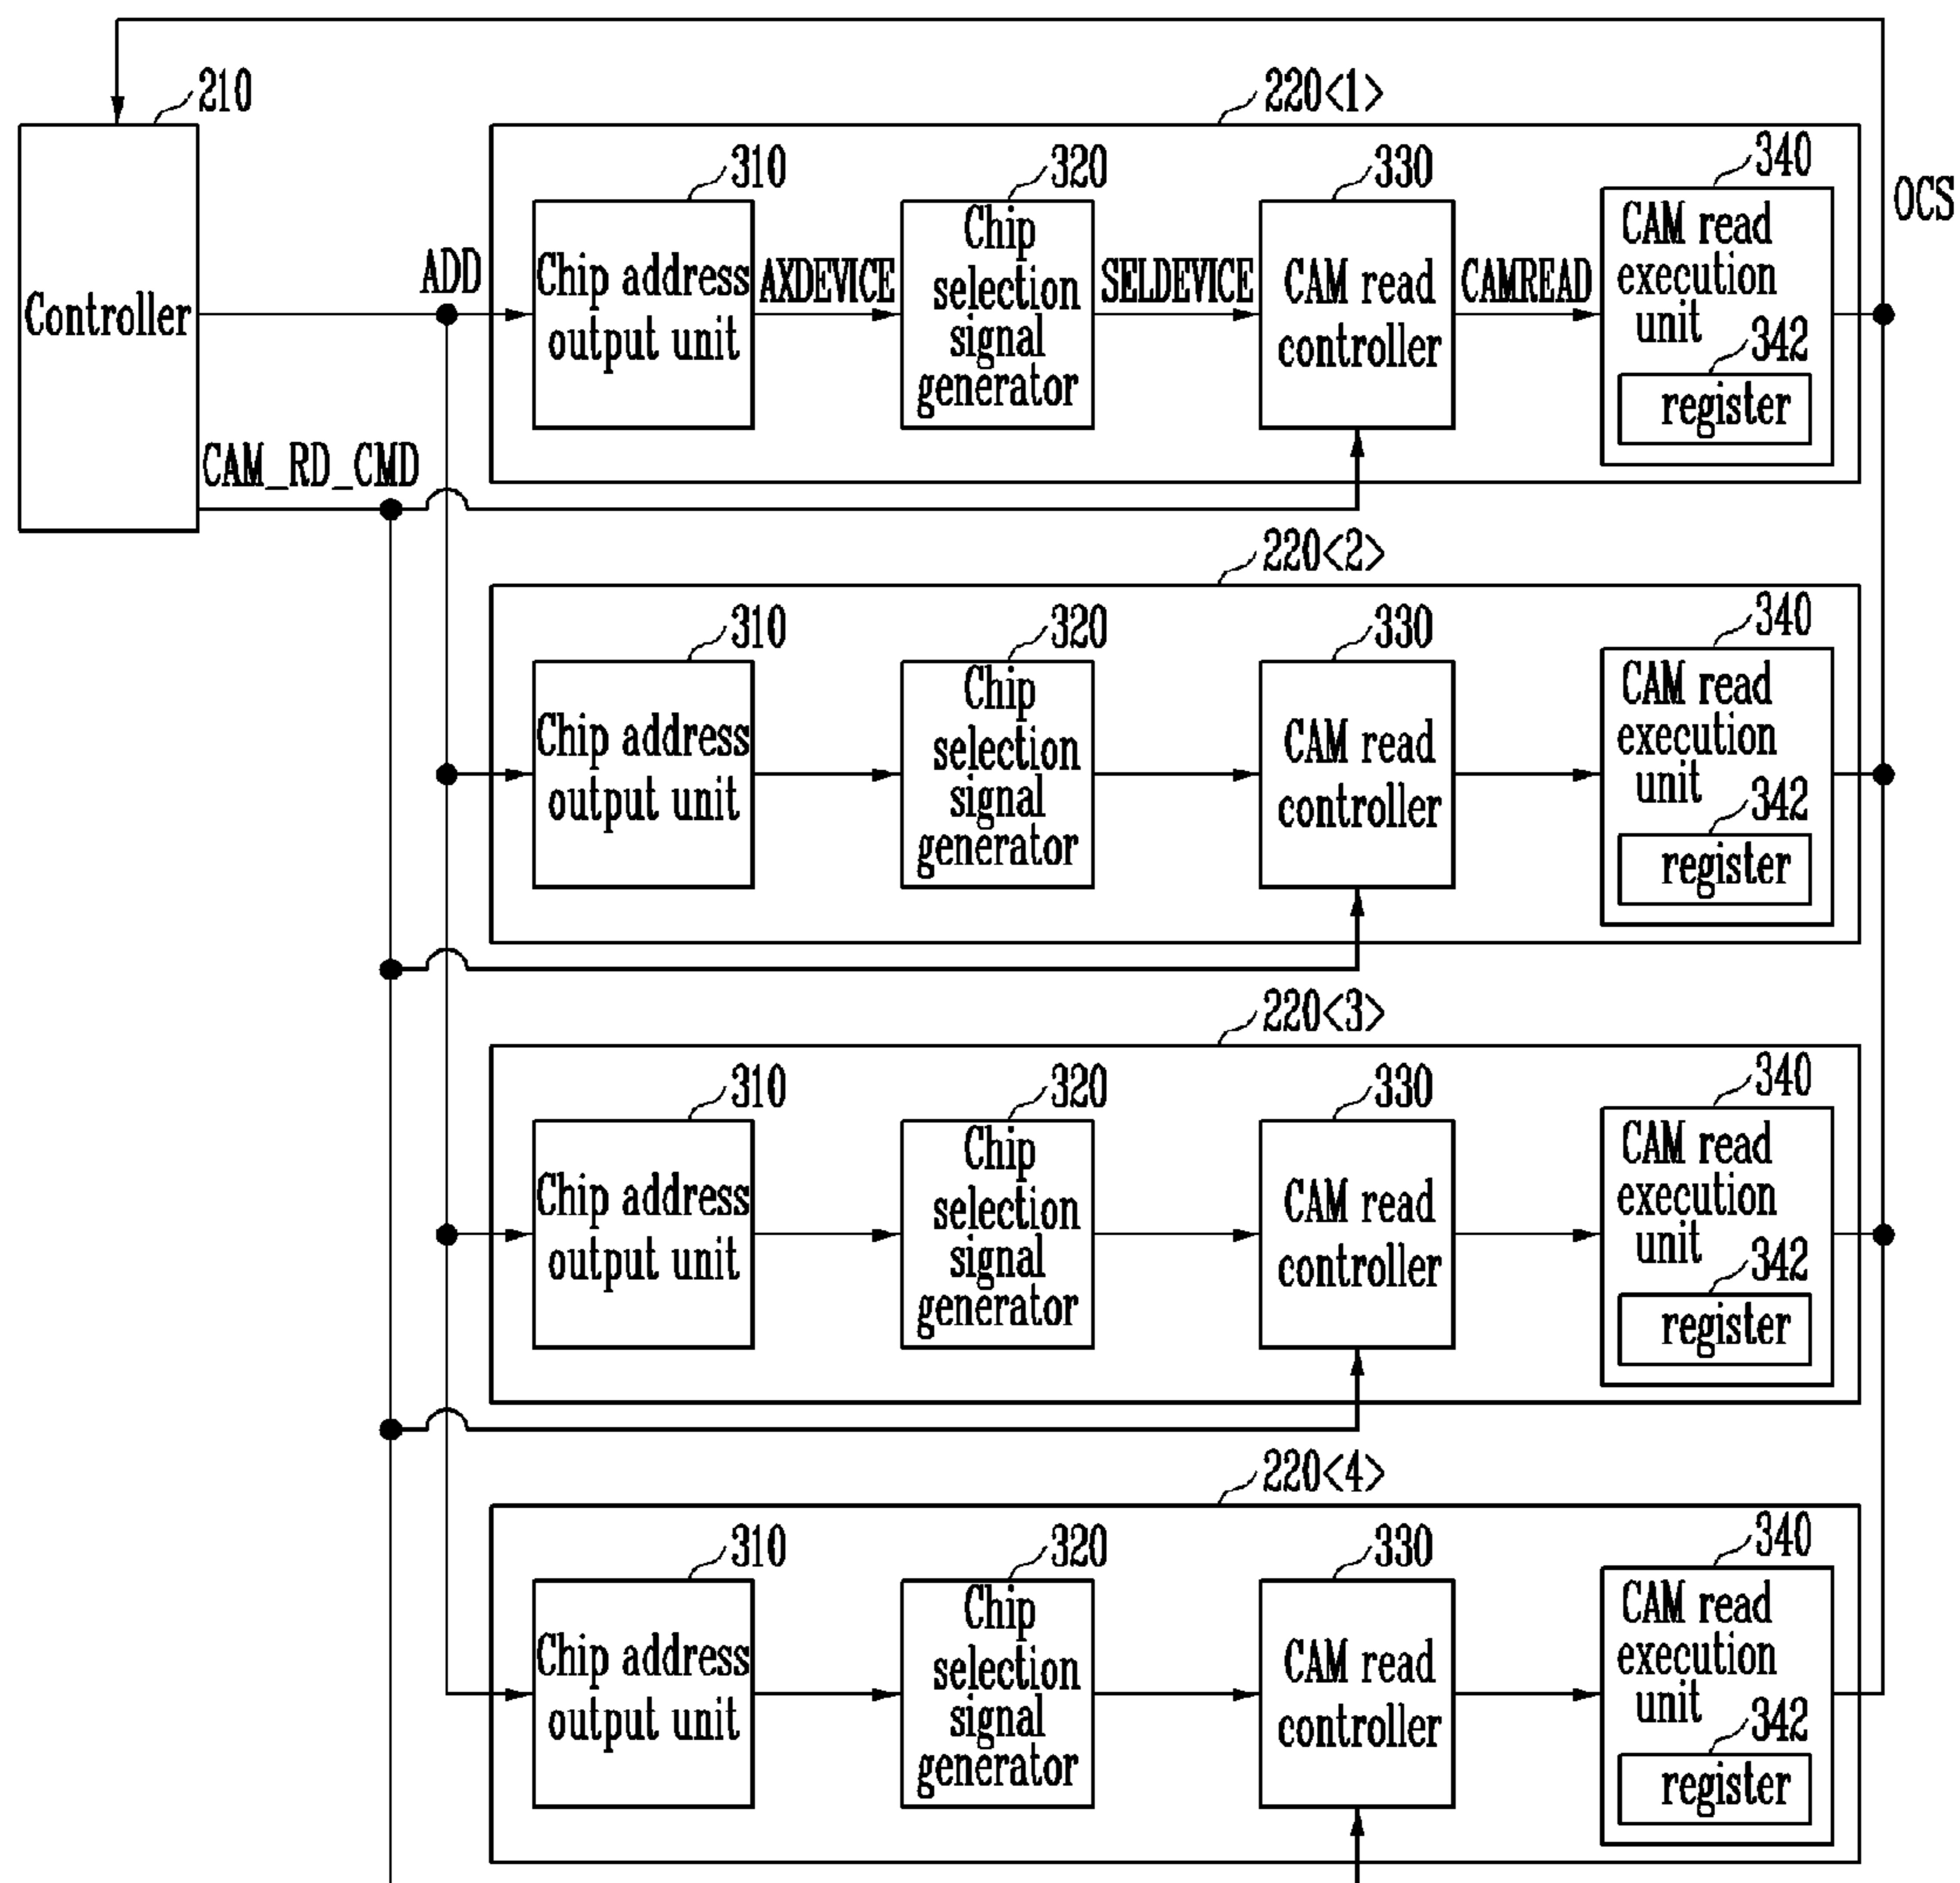 210
Controller
ADD
CAM_RD_CMD
OCS
220<1>
310
Chip address
output unit
AXDEVICE
320
Chip
selection
signal
generator
SELDEVICE
330
CAM read
controller
CAMREAD
340
CAM read
execution
unit
342
register
220<2>
310
Chip address
output unit
320
Chip
selection
signal
generator
330
CAM read
controller
340
CAM read
execution
unit
342
register
220<3>
310
Chip address
output unit
320
Chip
selection
signal
generator
330
CAM read
controller
340
CAM read
execution
unit
342
register
220<4>
310
Chip address
output unit
320
Chip
selection
signal
generator
330
CAM read
controller
340
CAM read
execution
unit
342
register